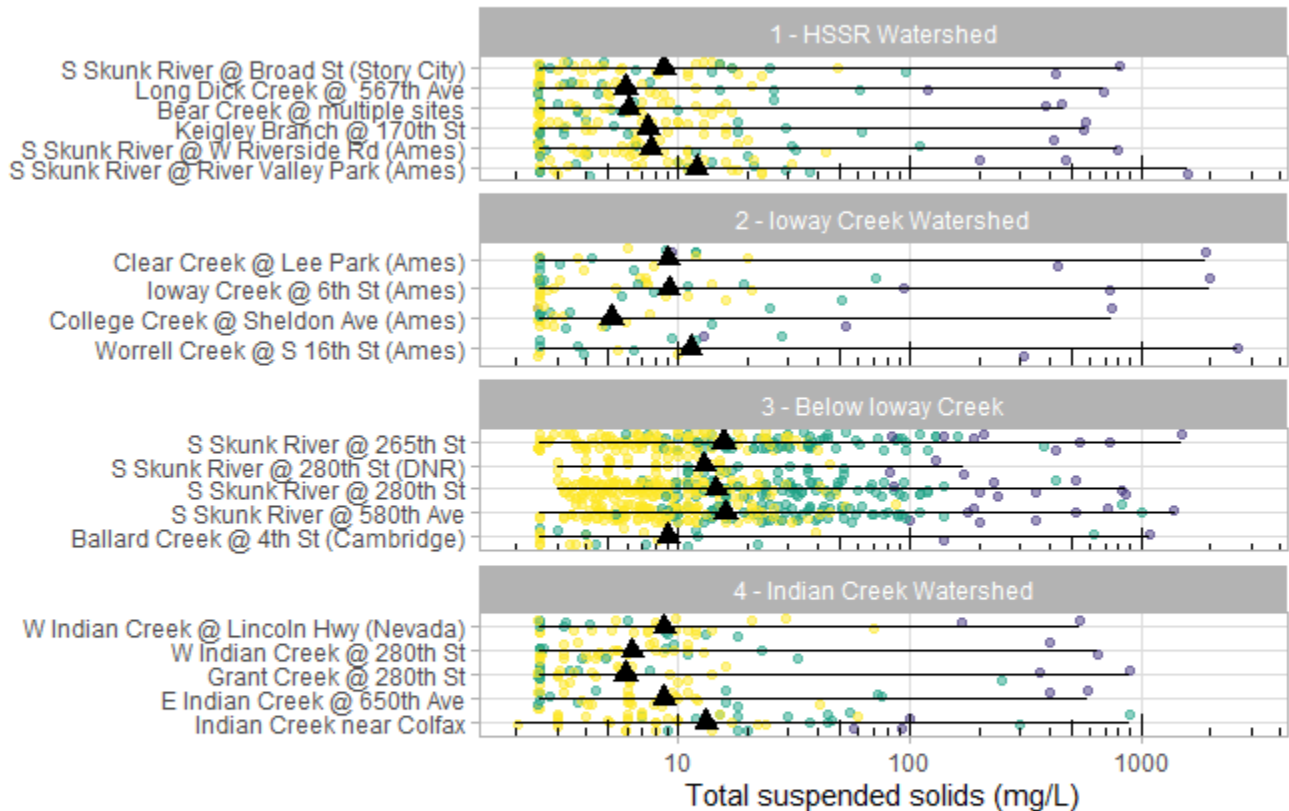 1 - HSSR Watershed
S Skunk River @ Broad St (Story City)
Long Dick Creek @  567th Ave
Bear Creek @ multiple sites
Keigley Branch @ 170th St
S Skunk River @ W Riverside Rd (Ames)
S Skunk River @ River Valley Park (Ames)
2 - Ioway Creek Watershed
Clear Creek @ Lee Park (Ames)
Ioway Creek @ 6th St (Ames)
College Creek @ Sheldon Ave (Ames)
Worrell Creek @ S 16th St (Ames)
3 - Below Ioway Creek
S Skunk River @ 265th St
S Skunk River @ 280th St (DNR)
S Skunk River @ 280th St
S Skunk River @ 580th Ave
Ballard Creek @ 4th St (Cambridge)
4 - Indian Creek Watershed
W Indian Creek @ Lincoln Hwy (Nevada)
W Indian Creek @ 280th St
Grant Creek @ 280th St
E Indian Creek @ 650th Ave
Indian Creek near Colfax
10 100 1000
Total suspended solids (mg/L)